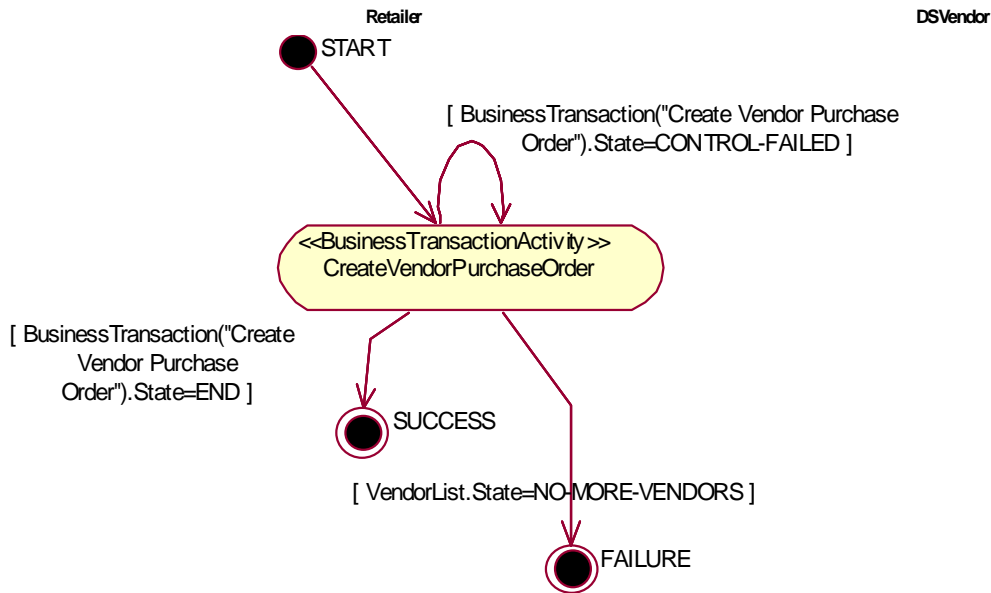 Retailer
DSVendor
START
[ BusinessTransaction("Create Vendor Purchase
Order").State=CONTROL-FAILED ]
<<BusinessTransactionActivity>>
CreateVendorPurchaseOrder
[ BusinessTransaction("Create
Vendor Purchase
Order").State=END ]
SUCCESS
[ VendorList.State=NO-MORE-VENDORS ]
FAILURE